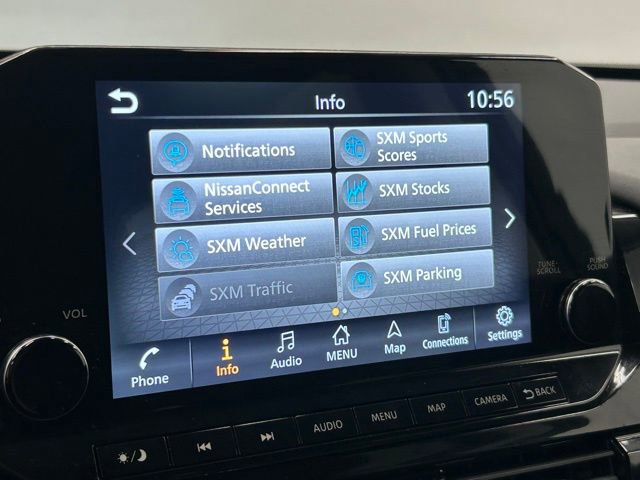 Info
10:56
Notifications
SXM Sports
Scores
NissanConnect
Services
SXM Stocks
SXM Weather
SXM Fuel Prices
SXM Traffic
SXM Parking
Phone
Info
Audio
MENU
Map
Connections
Settings
VOL
TUNE·
SCROLL
PUSH
SOUND
AUDIO
MENU
MAP
CAMERA
BACK